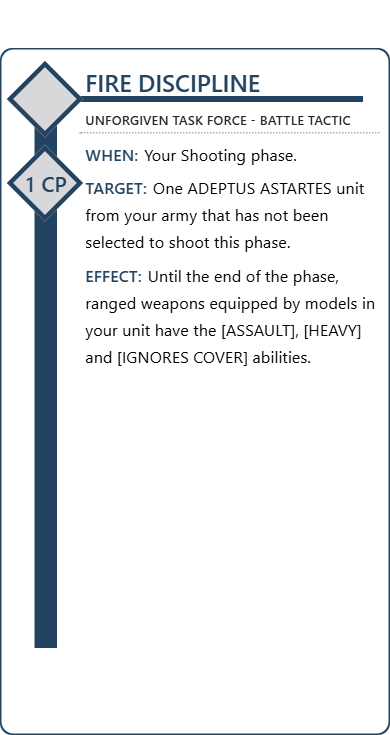 FIRE DISCIPLINE
UNFORGIVEN TASK FORCE - BATTLE TACTIC
WHEN: Your Shooting phase.
1 CP
TARGET: One ADEPTUS ASTARTES unit
from your army that has not been
selected to shoot this phase.
EFFECT: Until the end of the phase,
ranged weapons equipped by models in
your unit have the [ASSAULT], [HEAVY]
and [IGNORES COVER] abilities.